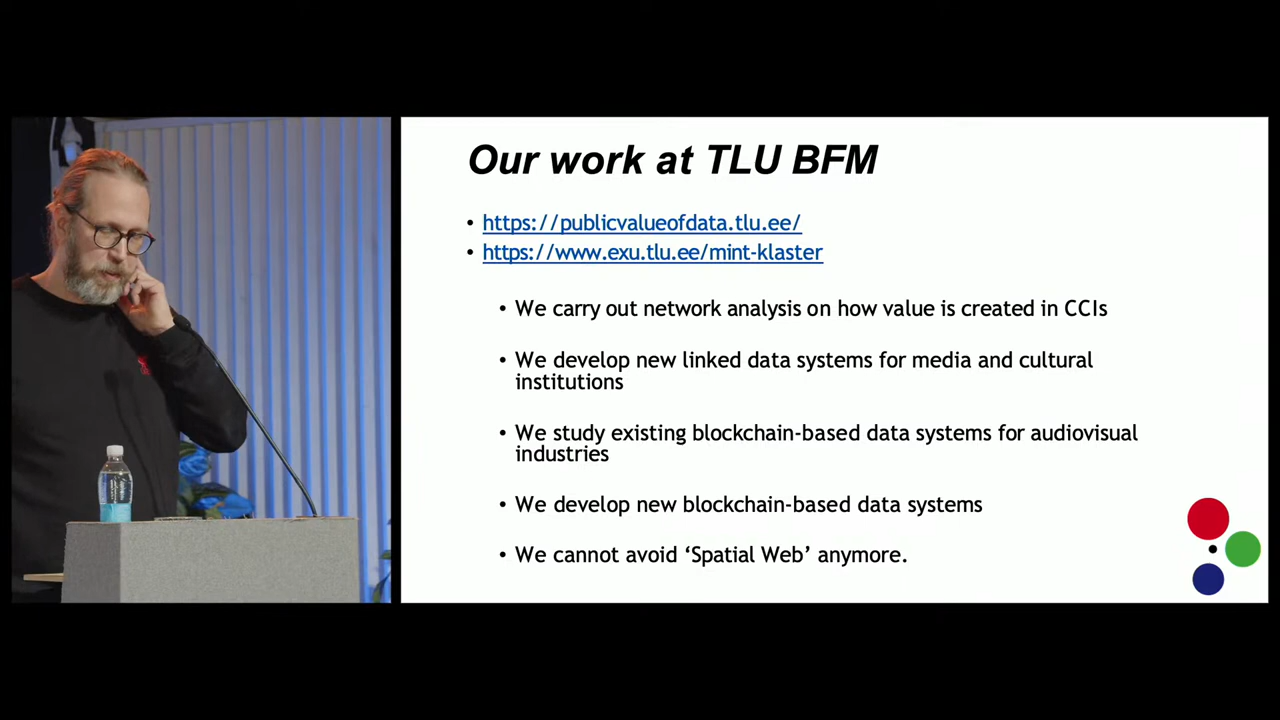 Our work at TLU BFM
• https://publicvalueofdata.tlu.ee/
• https://www.exu.tlu.ee/mint-klaster
• We carry out network analysis on how value is created in CCIs
• We develop new linked data systems for media and cultural
institutions
• We study existing blockchain-based data systems for audiovisual
industries
• We develop new blockchain-based data systems
• We cannot avoid ‘Spatial Web’ anymore.